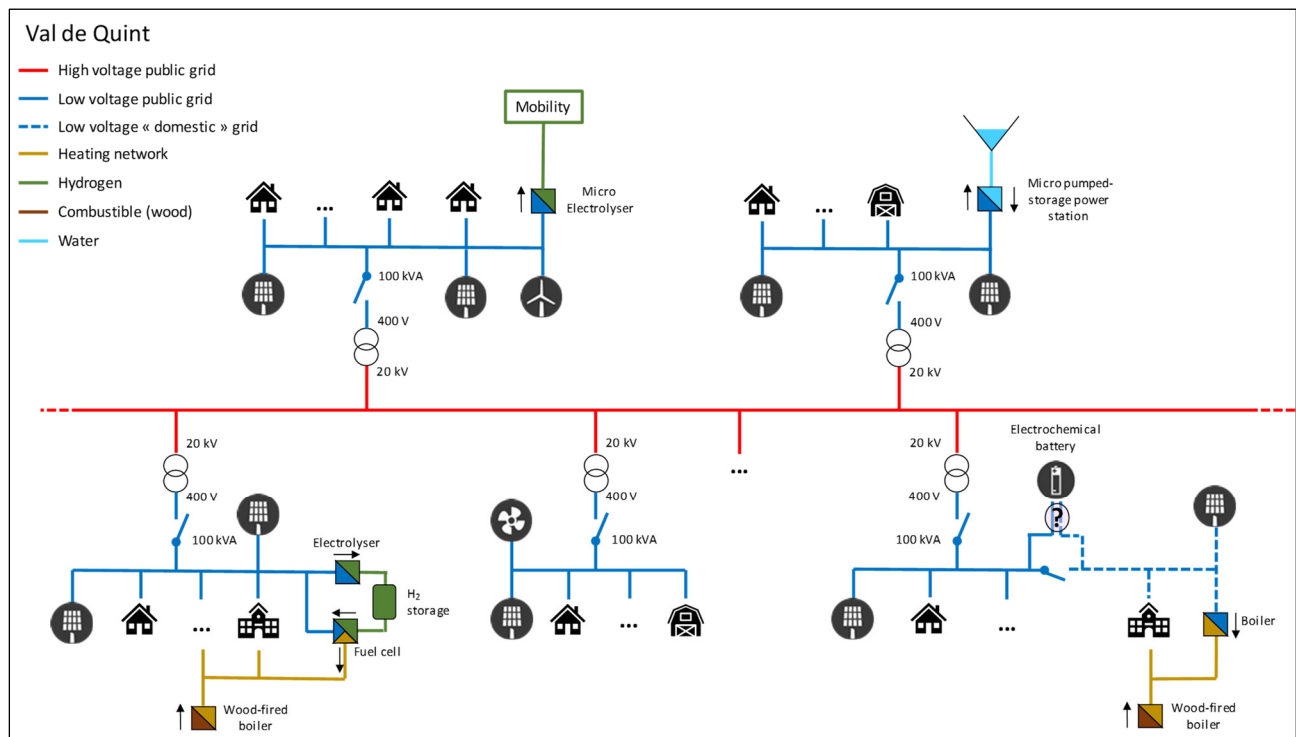 Val de Quint
High voltage public grid
Low voltage public grid
Low voltage « domestic » grid
Heating network
Hydrogen
Combustible (wood)
Water
Mobility
Micro
Electrolyser
...
100 kVA
400 V
20 kV
Micro pumped-
storage power
station
...
100 kVA
400 V
20 kV
20 kV
400 V
100 kVA
Electrolyser
H₂
storage
Fuel cell
...
Wood-fired
boiler
20 kV
400 V
100 kVA
...
...
20 kV
400 V
100 kVA
Electrochemical
battery
?
...
Boiler
Wood-fired
boiler